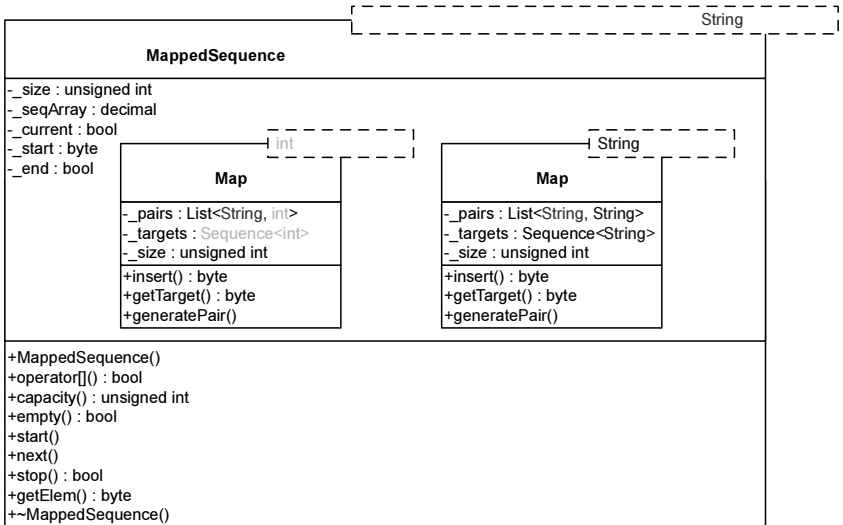 String
MappedSequence
-_size : unsigned int
-_seqArray : decimal
-_current : bool
-_start : byte
-_end : bool
int
Map
-_pairs : List<String, int>
-_targets : Sequence<int>
-_size : unsigned int
+insert() : byte
+getTarget() : byte
+generatePair()
String
Map
-_pairs : List<String, String>
-_targets : Sequence<String>
-_size : unsigned int
+insert() : byte
+getTarget() : byte
+generatePair()
+MappedSequence()
+operator[]() : bool
+capacity() : unsigned int
+empty() : bool
+start()
+next()
+stop() : bool
+getElem() : byte
+~MappedSequence()